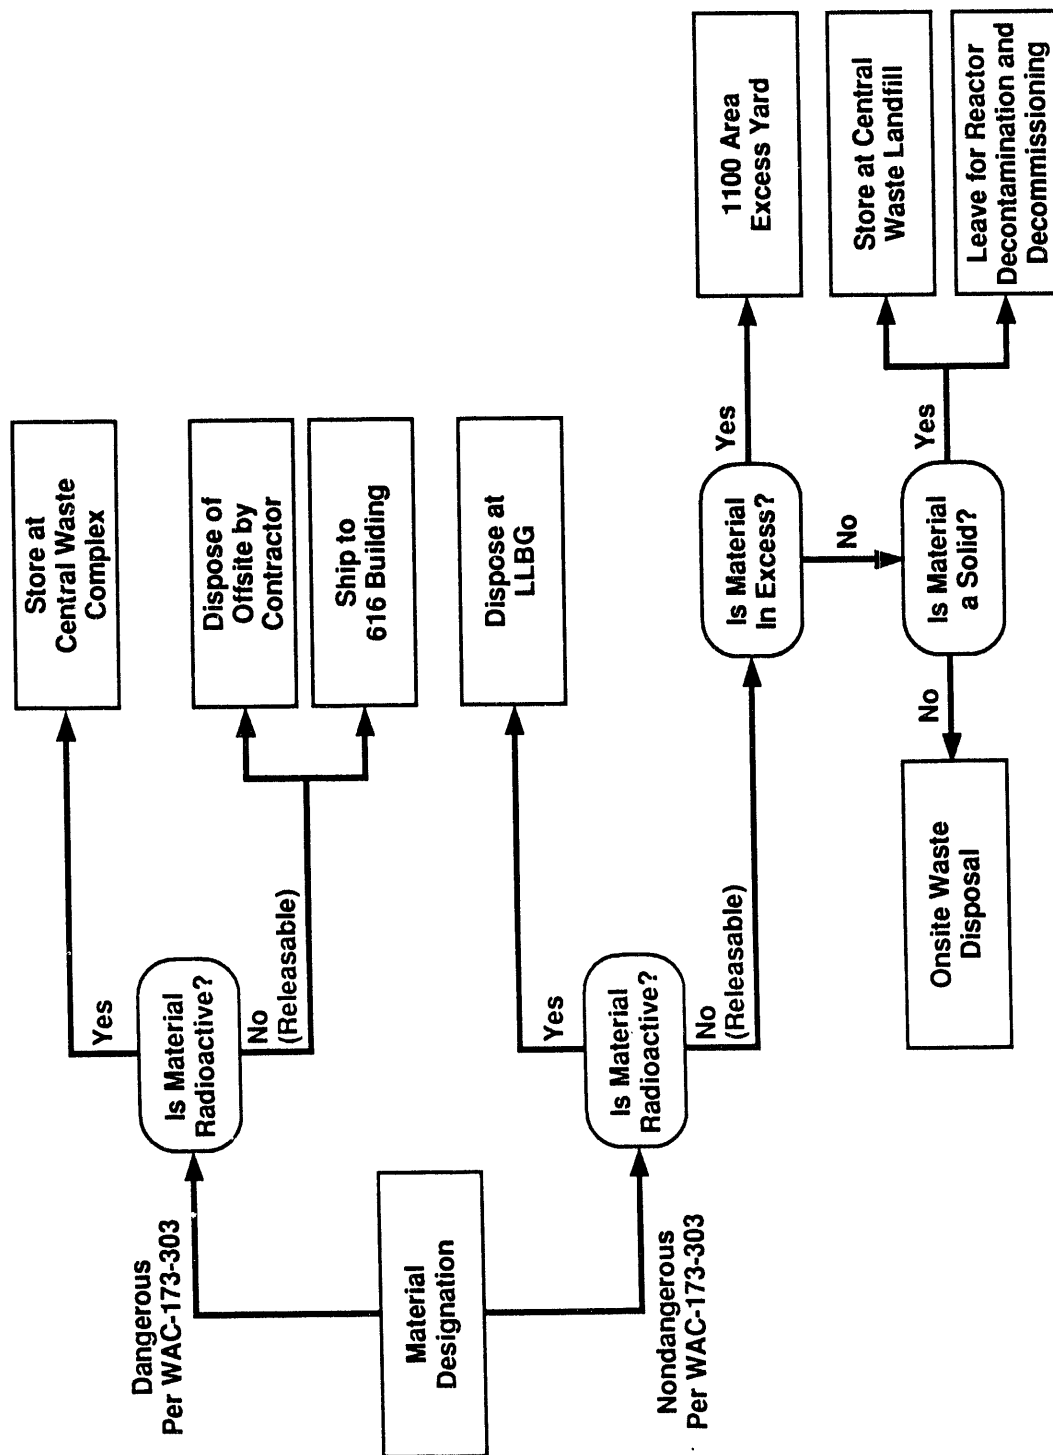 Dangerous
Per WAC-173-303
Is Material
Radioactive?
Yes
Store at
Central Waste
Complex
No
(Releasable)
Dispose of
Offsite by
Contractor
Ship to
616 Building
Material
Designation
Nondangerous
Per WAC-173-303
Is Material
Radioactive?
Yes
Dispose at
LLBG
No
(Releasable)
Is Material
In Excess?
Yes
1100 Area
Excess Yard
No
Is Material
a Solid?
Yes
Store at Central
Waste Landfill
Leave for Reactor
Decontamination and
Decommissioning
No
Onsite Waste
Disposal